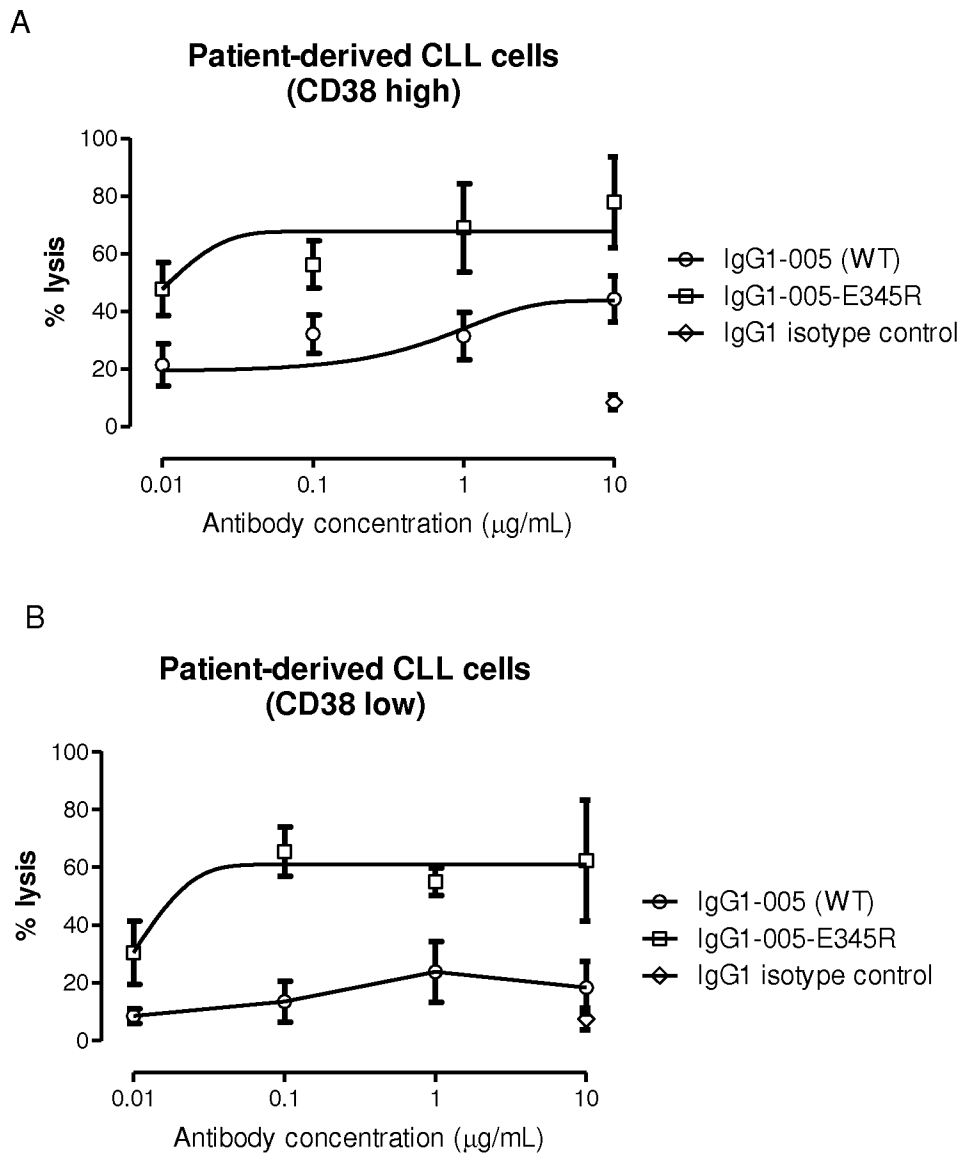 A
Patient-derived CLL cells
(CD38 high)
100
80
60
40
20
0
% lysis
0.01 0.1 1 10
Antibody concentration (μg/mL)
IgG1-005 (WT)
IgG1-005-E345R
IgG1 isotype control
B
Patient-derived CLL cells
(CD38 low)
100
80
60
40
20
0
% lysis
0.01 0.1 1 10
Antibody concentration (μg/mL)
IgG1-005 (WT)
IgG1-005-E345R
IgG1 isotype control